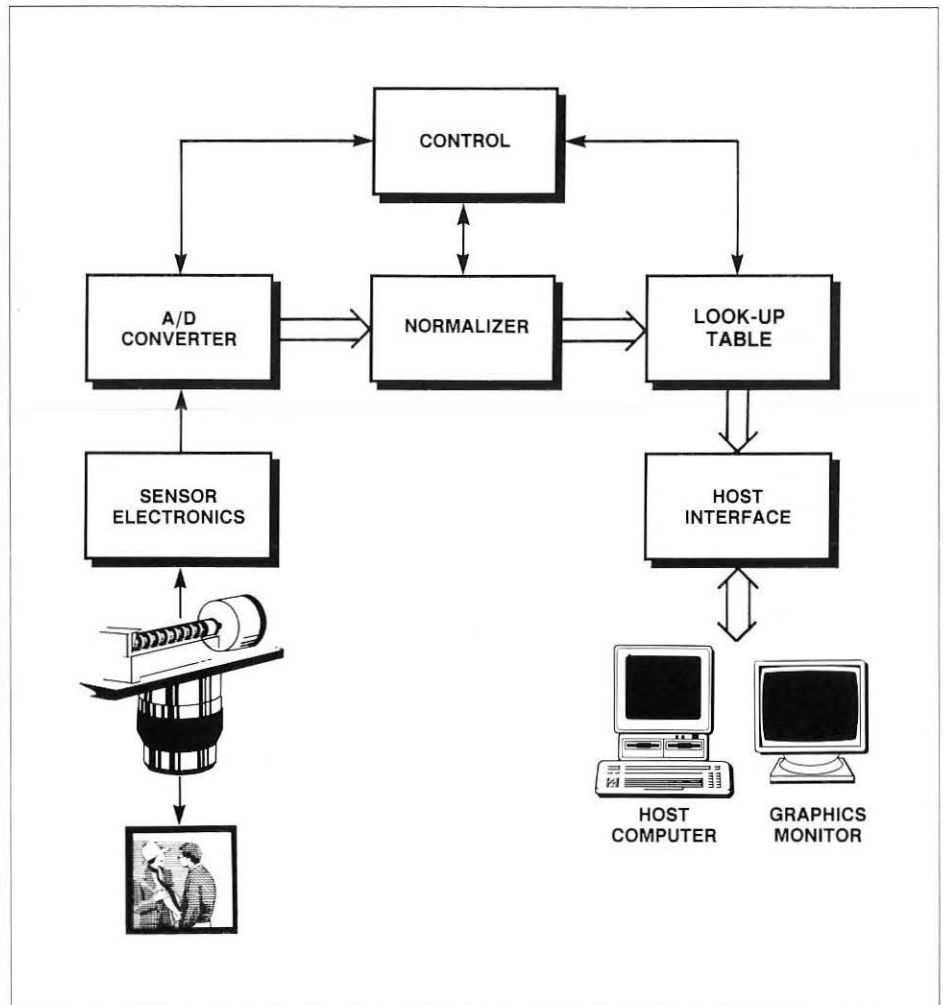 CONTROL
A/D
CONVERTER
NORMALIZER
LOOK-UP
TABLE
SENSOR
ELECTRONICS
HOST
INTERFACE
HOST
COMPUTER
GRAPHICS
MONITOR